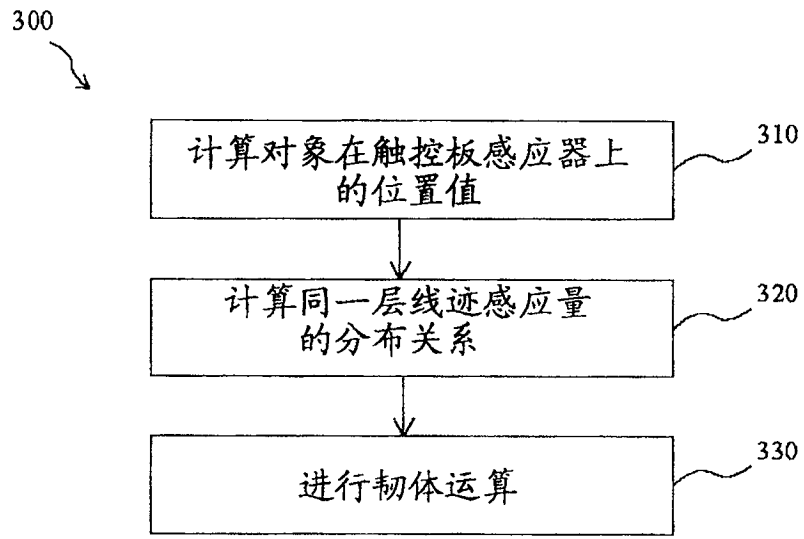 300
计算对象在触控板感应器上
的位置值
310
计算同一层线迹感应量
的分布关系
320
进行韧体运算
330